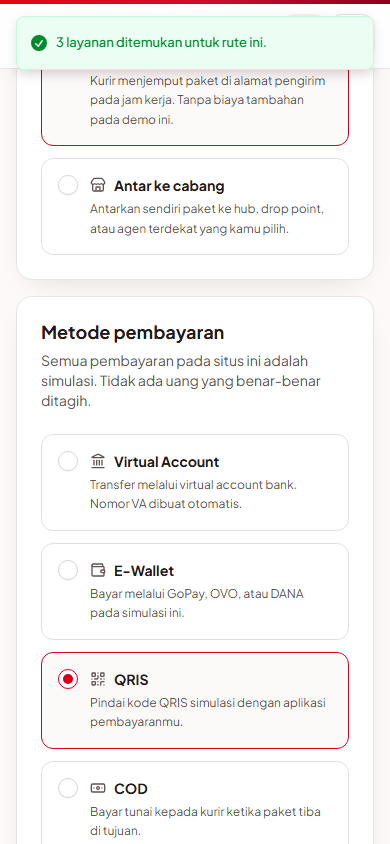 3 layanan ditemukan untuk rute ini.
Kurir menjemput paket di alamat pengirim
pada jam kerja. Tanpa biaya tambahan
pada demo ini.
Antar ke cabang
Antarkan sendiri paket ke hub, drop point,
atau agen terdekat yang kamu pilih.
Metode pembayaran
Semua pembayaran pada situs ini adalah
simulasi. Tidak ada uang yang benar-benar
ditagih.
Virtual Account
Transfer melalui virtual account bank.
Nomor VA dibuat otomatis.
E-Wallet
Bayar melalui GoPay, OVO, atau DANA
pada simulasi ini.
QRIS
Pindai kode QRIS simulasi dengan aplikasi
pembayaranmu.
COD
Bayar tunai kepada kurir ketika paket tiba
di tujuan.